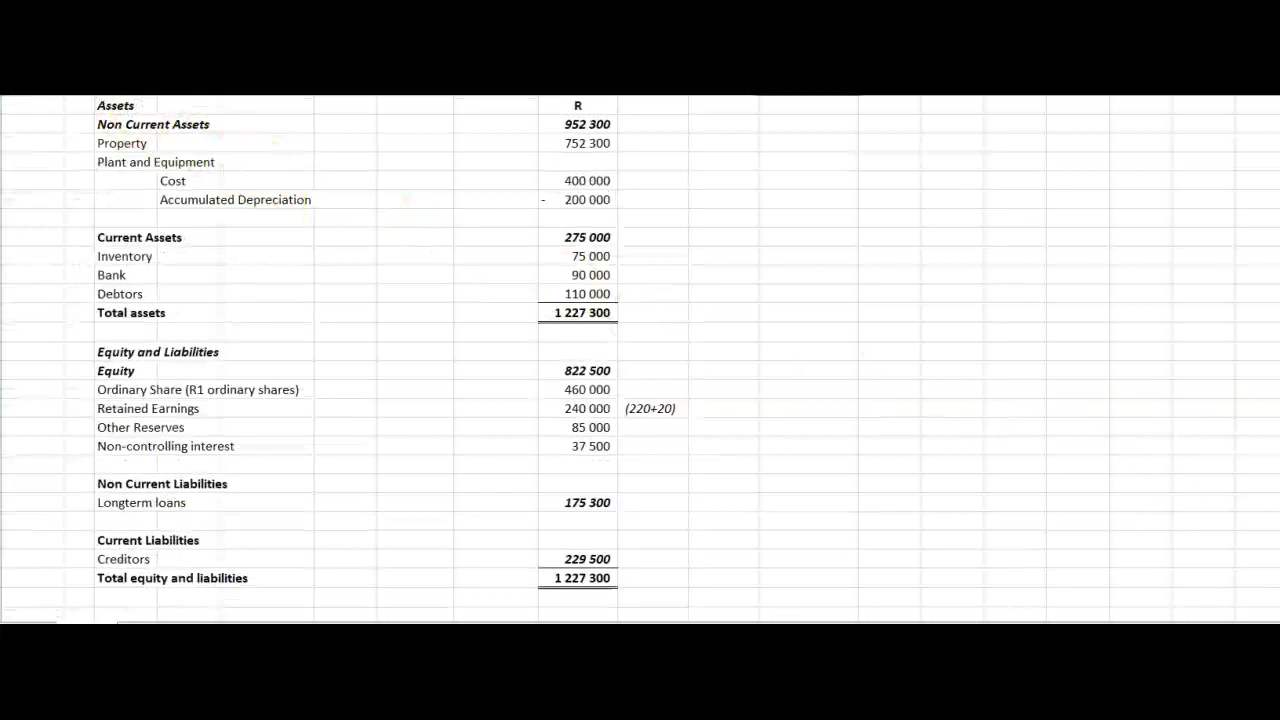 Assets R
Non Current Assets 952 300
Property 752 300
Plant and Equipment
Cost 400 000
Accumulated Depreciation - 200 000
Current Assets 275 000
Inventory 75 000
Bank 90 000
Debtors 110 000
Total assets 1 227 300
Equity and Liabilities
Equity 822 500
Ordinary Share (R1 ordinary shares) 460 000
Retained Earnings 240 000 (220+20)
Other Reserves 85 000
Non-controlling interest 37 500
Non Current Liabilities
Longterm loans 175 300
Current Liabilities
Creditors 229 500
Total equity and liabilities 1 227 300